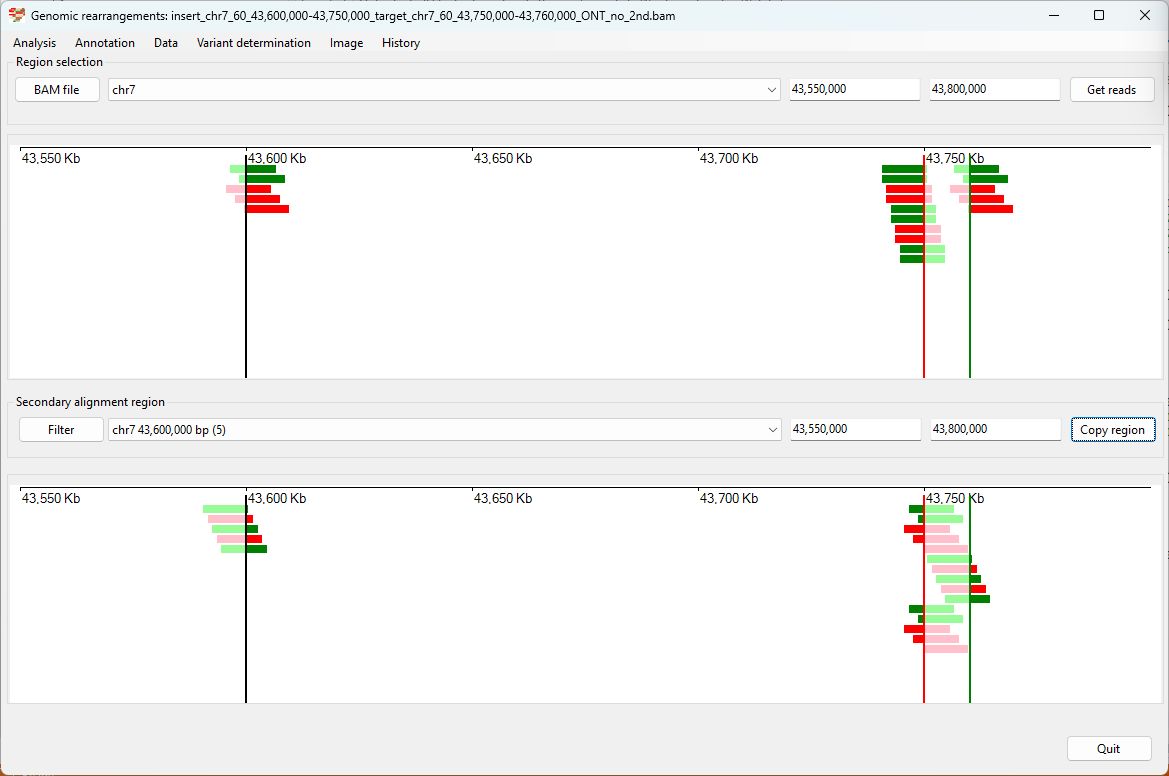 Genomic rearrangements: insert_chr7_60_43,600,000-43,750,000_target_chr7_60_43,750,000-43,760,000_ONT_no_2nd.bam
Analysis Annotation Data Variant determination Image History
Region selection
BAM file chr7 43,550,000 43,800,000 Get reads
43,550 Kb 43,600 Kb 43,650 Kb 43,700 Kb 43,750 Kb
Secondary alignment region
Filter chr7 43,600,000 bp (5) 43,550,000 43,800,000 Copy region
43,550 Kb 43,600 Kb 43,650 Kb 43,700 Kb 43,750 Kb
Quit